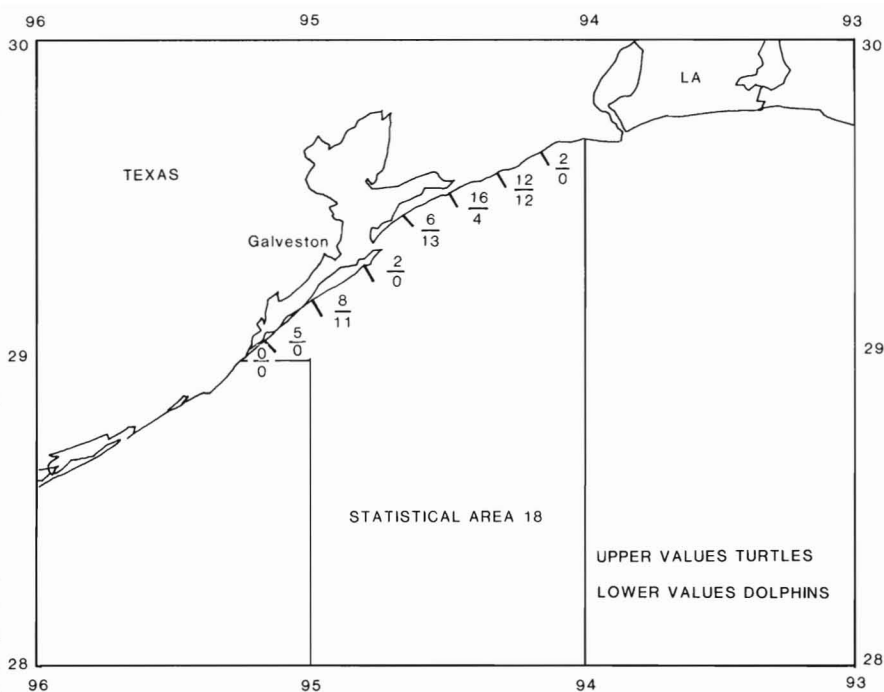 96 95 94 93
30 30
LA
TEXAS
2
0
12
12
16
4
6
13
Galveston
2
0
8
11
5
0
0
0
29 29
STATISTICAL AREA 18
UPPER VALUES TURTLES
LOWER VALUES DOLPHINS
28 28
96 95 94 93